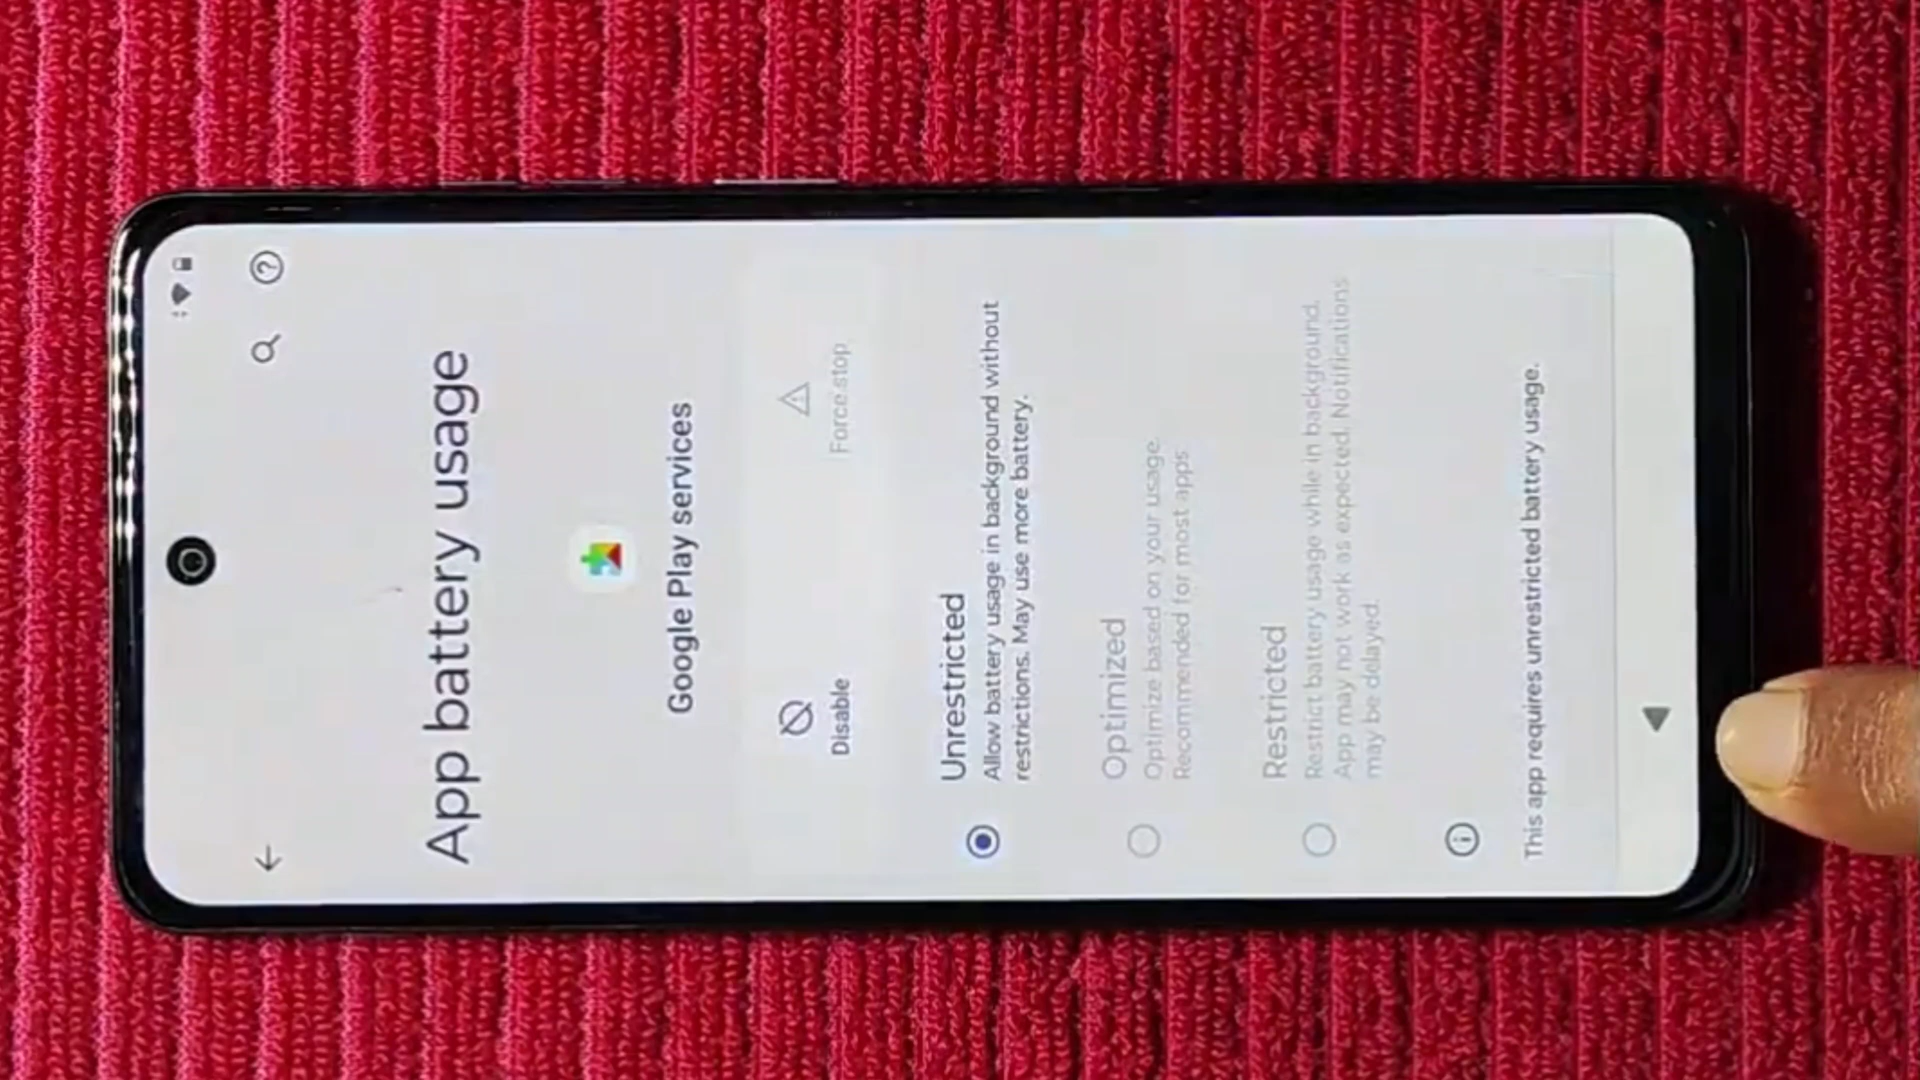 App battery usage
Google Play services
Disable
Force stop
Unrestricted
Allow battery usage in background without
restrictions. May use more battery.
Optimized
Optimize based on your usage.
Recommended for most apps
Restricted
Restrict battery usage while in background.
App may not work as expected. Notifications
may be delayed.
This app requires unrestricted battery usage.